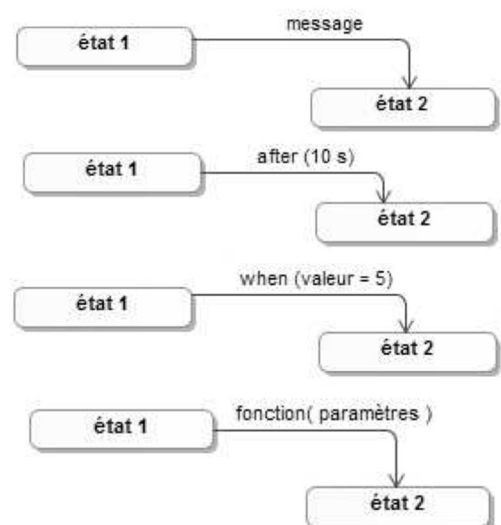 message
état 1
état 2
after (10 s)
état 1
état 2
when (valeur = 5)
état 1
état 2
fonction( paramètres )
état 1
état 2